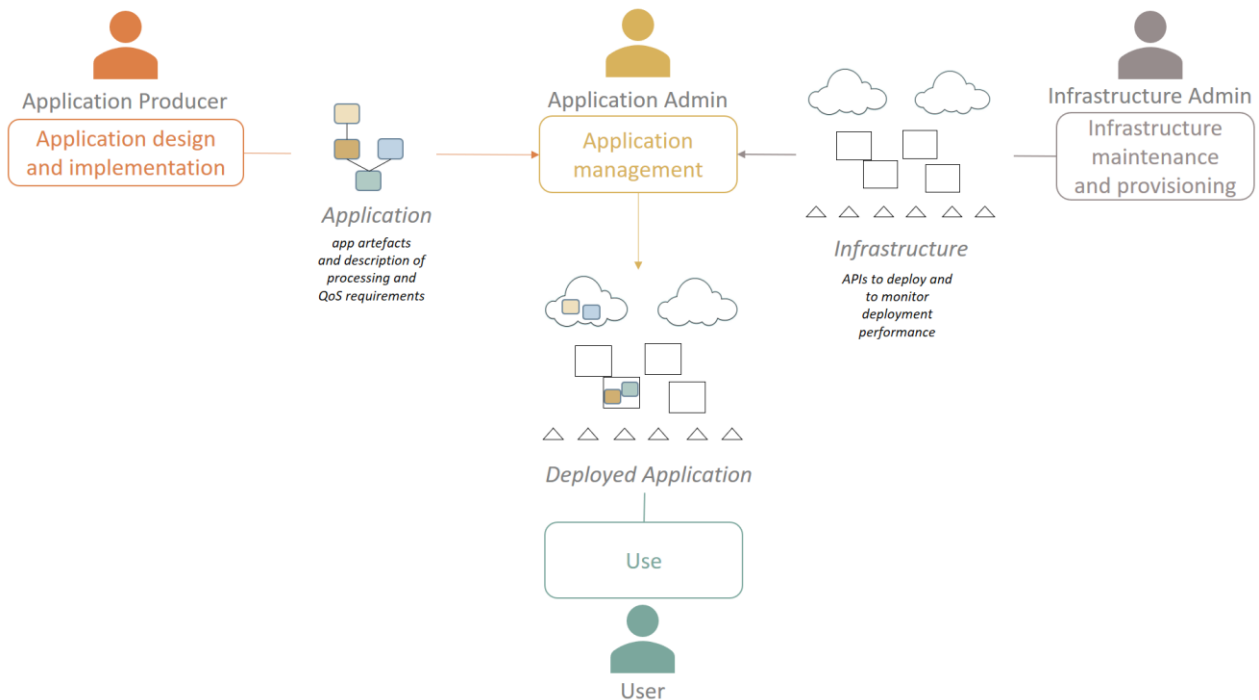 Application Producer
Application design
and implementation
Application
app artefacts
and description of
processing and
QoS requirements
Application Admin
Application
management
Infrastructure Admin
Infrastructure
maintenance
and provisioning
Infrastructure
APIs to deploy and
to monitor
deployment
performance
Deployed Application
Use
User